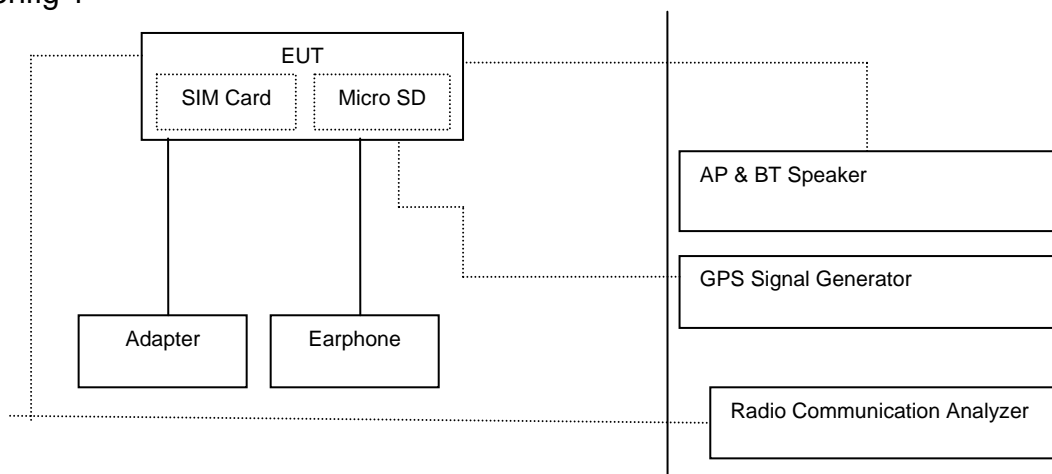 EUT
SIM Card
Micro SD
AP & BT Speaker
GPS Signal Generator
Adapter
Earphone
Radio Communication Analyzer